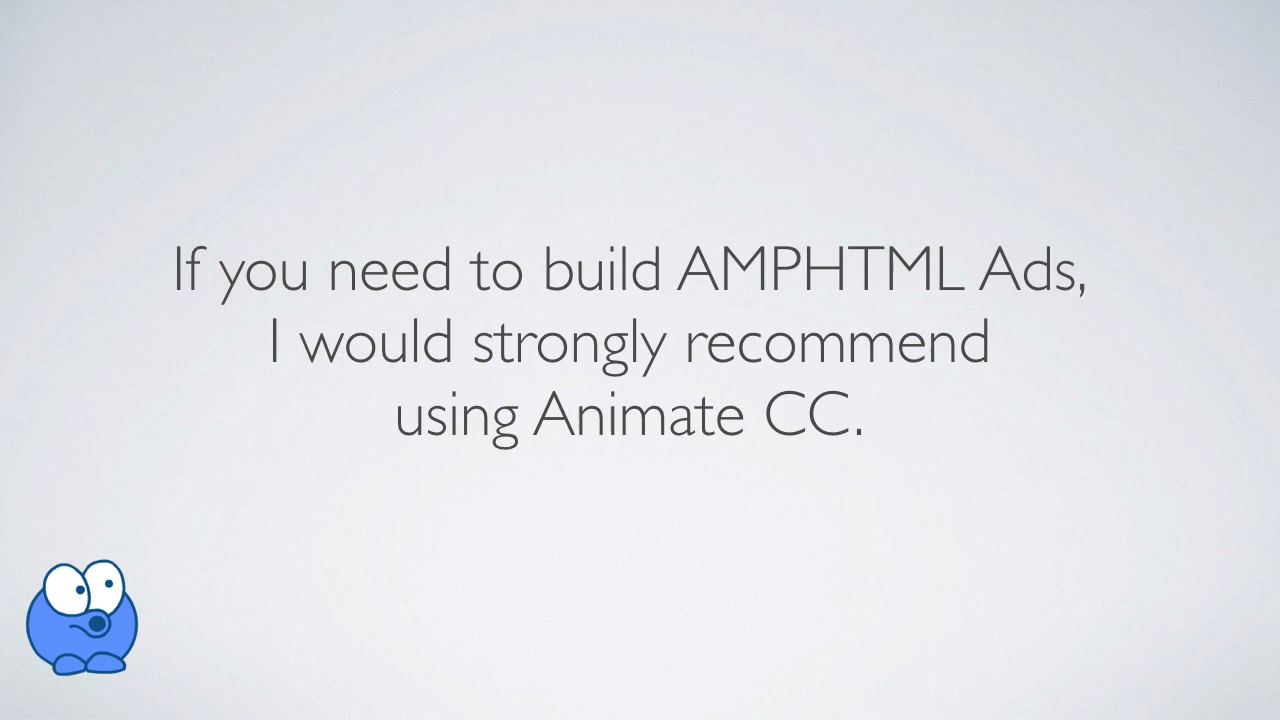 If you need to build AMPHTML Ads,
I would strongly recommend
using Animate CC.